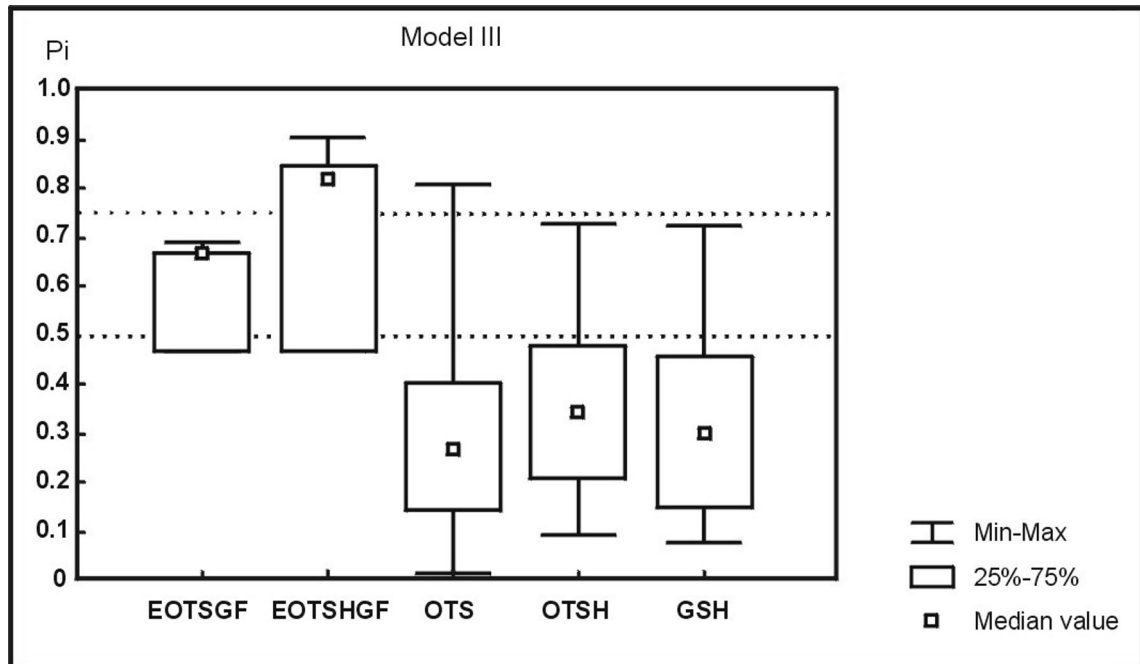 Model III
Pi
1.0
0.9
0.8
0.7
0.6
0.5
0.4
0.3
0.2
0.1
0
EOTSGF EOTSHGF OTS OTSH GSH
Min-Max
25%-75%
Median value